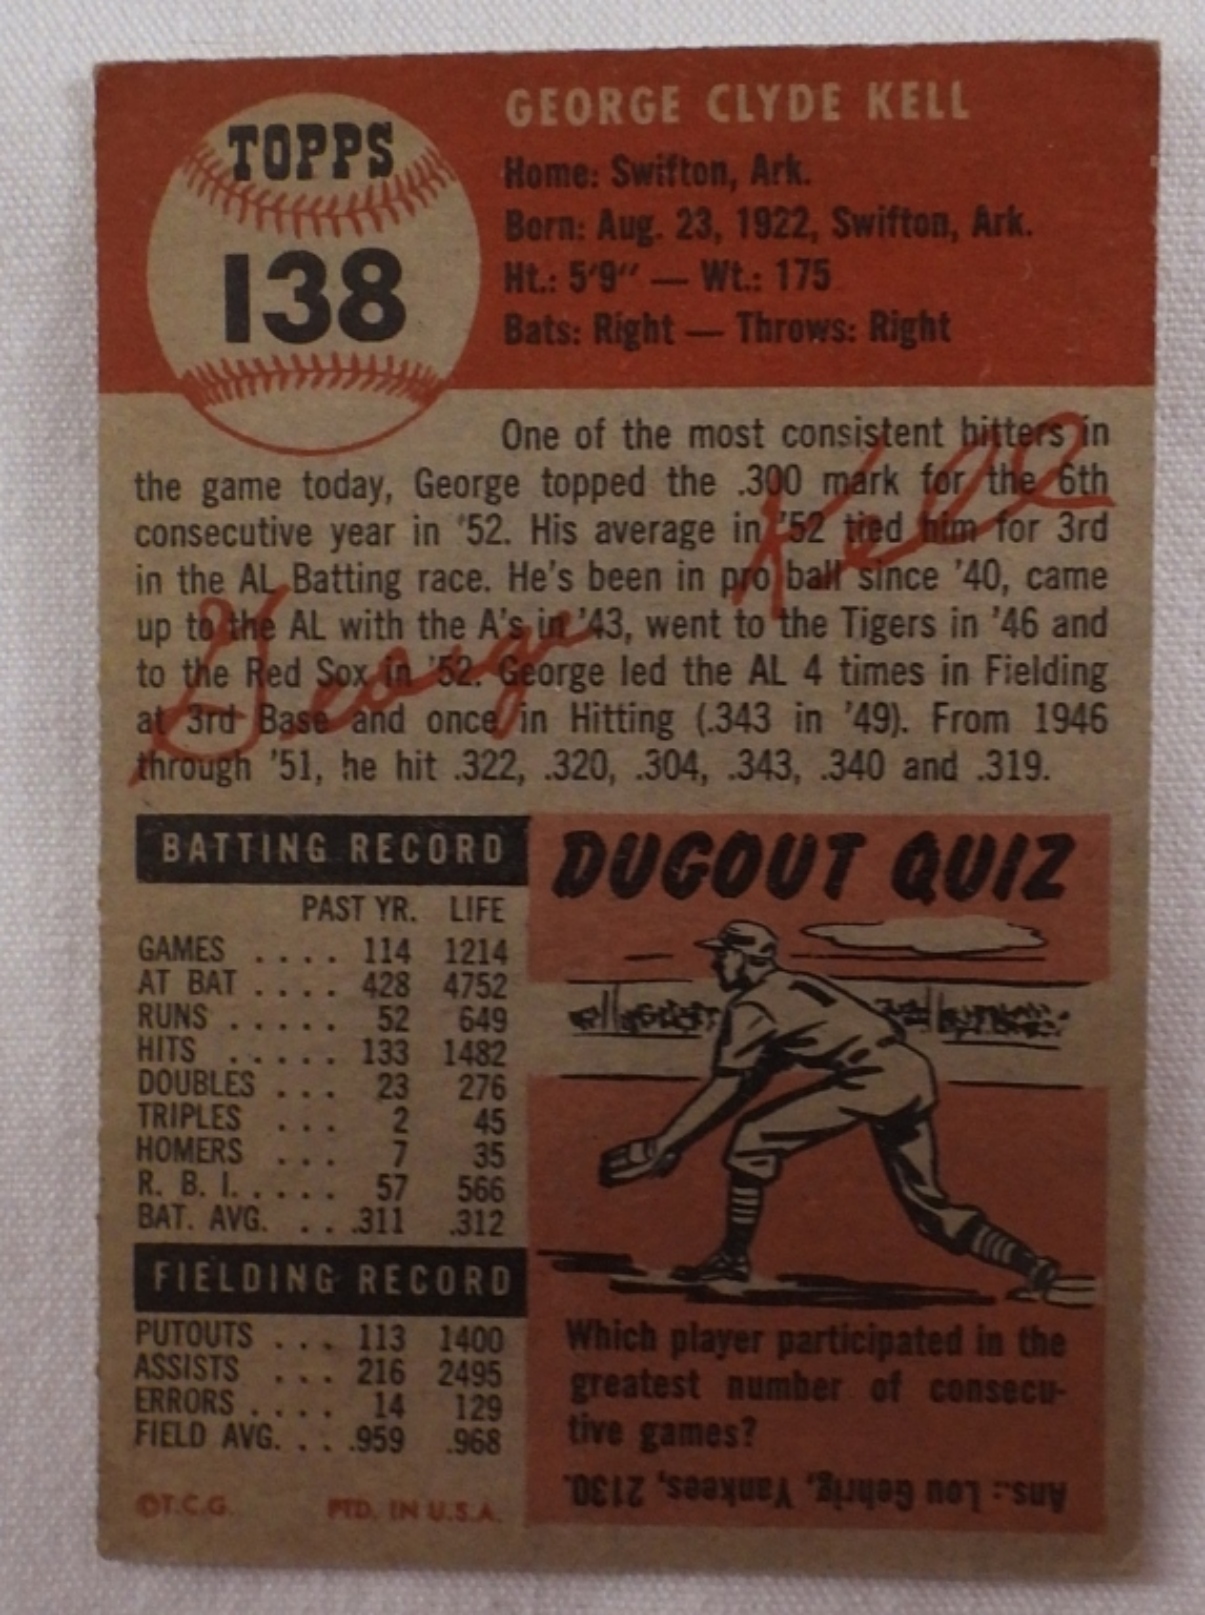 TOPPS
138
GEORGE CLYDE KELL
Home: Swifton, Ark.
Born: Aug. 23, 1922, Swifton, Ark.
Ht.: 5'9" — Wt.: 175
Bats: Right — Throws: Right
One of the most consistent hitters in
the game today, George topped the .300 mark for the 6th
consecutive year in '52. His average in '52 tied him for 3rd
in the AL Batting race. He's been in pro ball since '40, came
up to the AL with the A's in '43, went to the Tigers in '46 and
to the Red Sox in '52. George led the AL 4 times in Fielding
at 3rd Base and once in Hitting (.343 in '49). From 1946
through '51, he hit .322, .320, .304, .343, .340 and .319.
George Kell
BATTING RECORD
PAST YR. LIFE
GAMES .... 114 1214
AT BAT .... 428 4752
RUNS ..... 52 649
HITS ..... 133 1482
DOUBLES ... 23 276
TRIPLES ... 2 45
HOMERS ... 7 35
R. B. I. .... 57 566
BAT. AVG. ... .311 .312
FIELDING RECORD
PUTOUTS ... 113 1400
ASSISTS ... 216 2495
ERRORS .... 14 129
FIELD AVG. ... .959 .968
©T.C.G. PTD. IN U.S.A.
DUGOUT QUIZ
Which player participated in the
greatest number of consecu-
tive games?
Ans.: Lou Gehrig, Yankees, 2130.